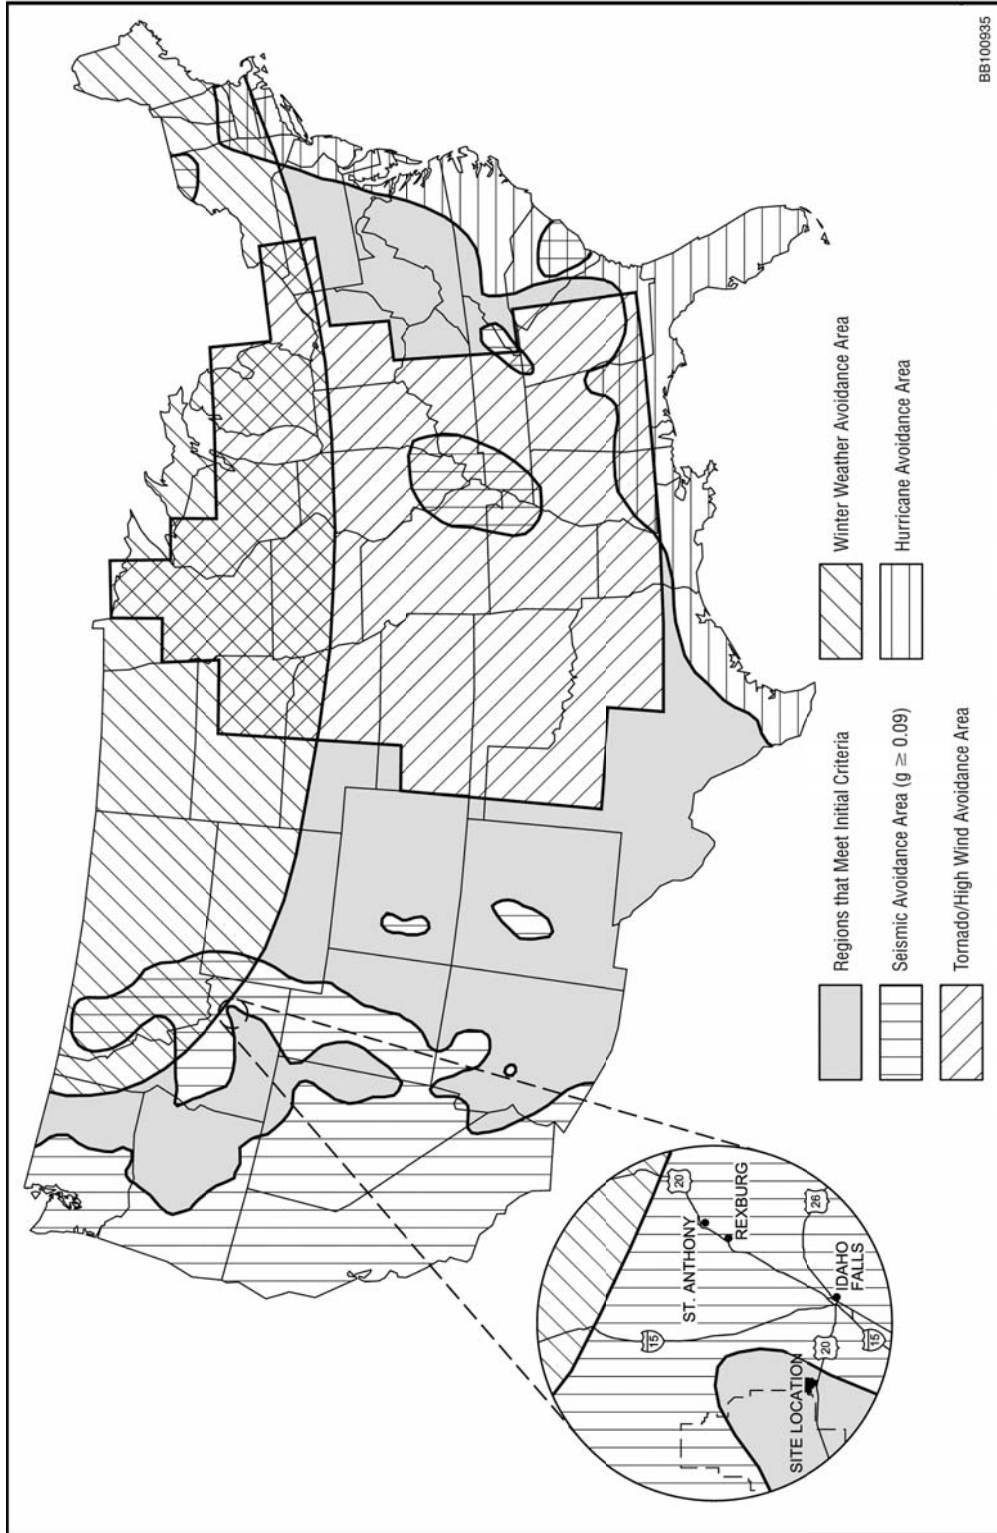 BB100935
Regions that Meet Initial Criteria
Seismic Avoidance Area (g ≥ 0.09)
Tornado/High Wind Avoidance Area
Winter Weather Avoidance Area
Hurricane Avoidance Area
20
ST. ANTHONY
REXBURG
15
26
IDAHO
FALLS
SITE LOCATION
20
15